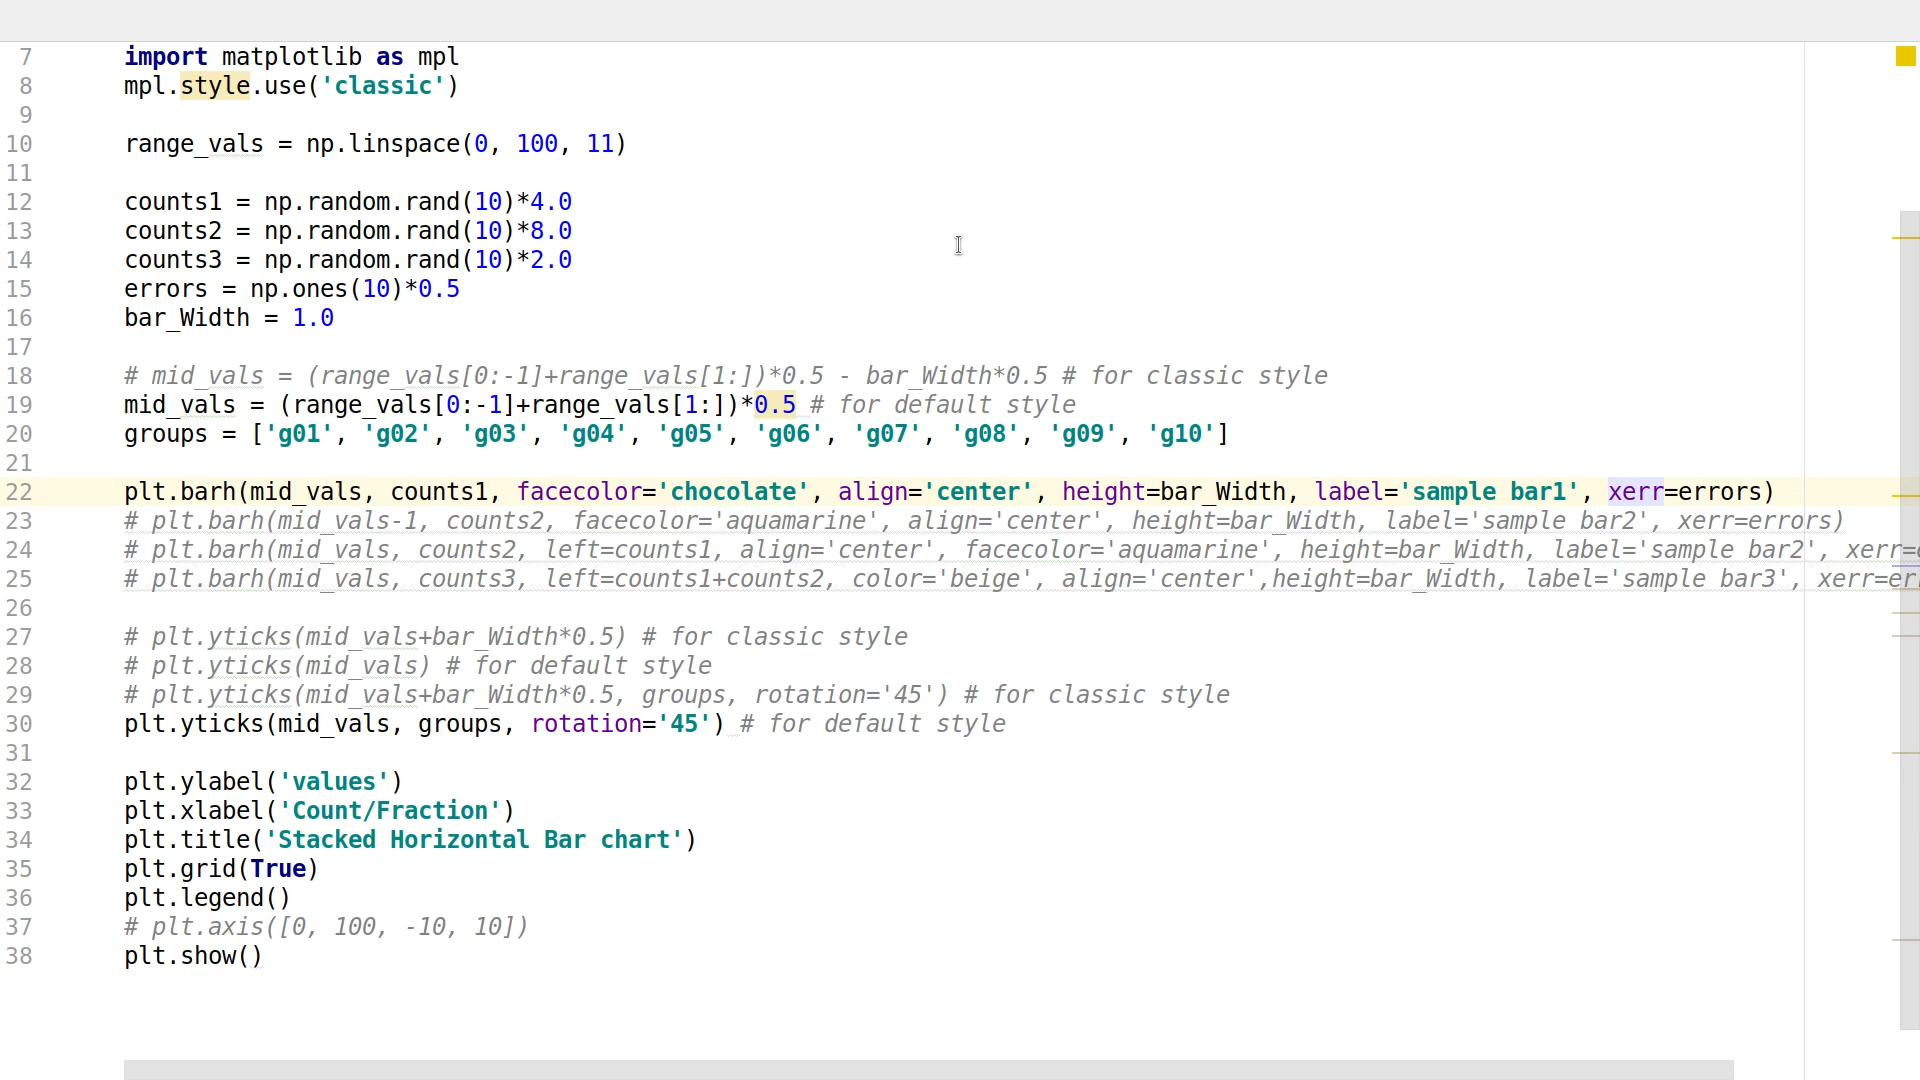 7 import matplotlib as mpl
8 mpl.style.use('classic')
9
10 range_vals = np.linspace(0, 100, 11)
11
12 counts1 = np.random.rand(10)*4.0
13 counts2 = np.random.rand(10)*8.0
14 counts3 = np.random.rand(10)*2.0
15 errors = np.ones(10)*0.5
16 bar_Width = 1.0
17
18 # mid_vals = (range_vals[0:-1]+range_vals[1:])*0.5 - bar_Width*0.5 # for classic style
19 mid_vals = (range_vals[0:-1]+range_vals[1:])*0.5 # for default style
20 groups = ['g01', 'g02', 'g03', 'g04', 'g05', 'g06', 'g07', 'g08', 'g09', 'g10']
21
22 plt.barh(mid_vals, counts1, facecolor='chocolate', align='center', height=bar_Width, label='sample bar1', xerr=errors)
23 # plt.barh(mid_vals-1, counts2, facecolor='aquamarine', align='center', height=bar_Width, label='sample bar2', xerr=errors)
24 # plt.barh(mid_vals, counts2, left=counts1, align='center', facecolor='aquamarine', height=bar_Width, label='sample bar2', xerr=
25 # plt.barh(mid_vals, counts3, left=counts1+counts2, color='beige', align='center',height=bar_Width, label='sample bar3', xerr=er
26
27 # plt.yticks(mid_vals+bar_Width*0.5) # for classic style
28 # plt.yticks(mid_vals) # for default style
29 # plt.yticks(mid_vals+bar_Width*0.5, groups, rotation='45') # for classic style
30 plt.yticks(mid_vals, groups, rotation='45') # for default style
31
32 plt.ylabel('values')
33 plt.xlabel('Count/Fraction')
34 plt.title('Stacked Horizontal Bar chart')
35 plt.grid(True)
36 plt.legend()
37 # plt.axis([0, 100, -10, 10])
38 plt.show()